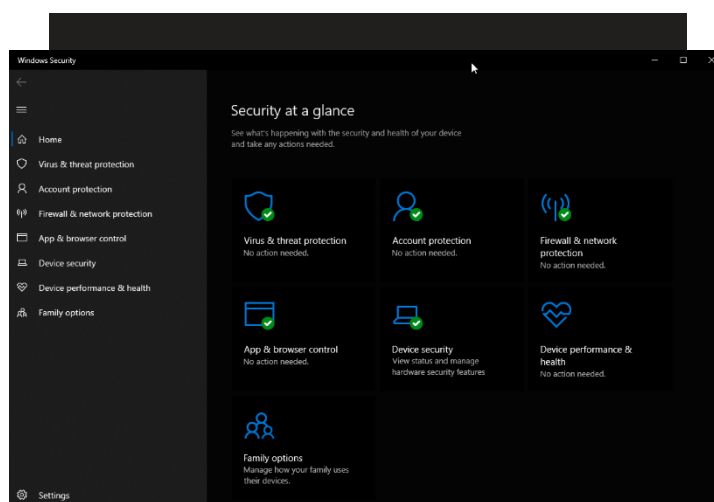 Windows Security
Home
Virus & threat protection
Account protection
Firewall & network protection
App & browser control
Device security
Device performance & health
Family options
Settings
Security at a glance
See what's happening with the security and health of your device
and take any actions needed.
Virus & threat protection
No action needed.
Account protection
No action needed.
Firewall & network
protection
No action needed.
App & browser control
No action needed.
Device security
View status and manage
hardware security features
Device performance &
health
No action needed.
Family options
Manage how your family uses
their devices.